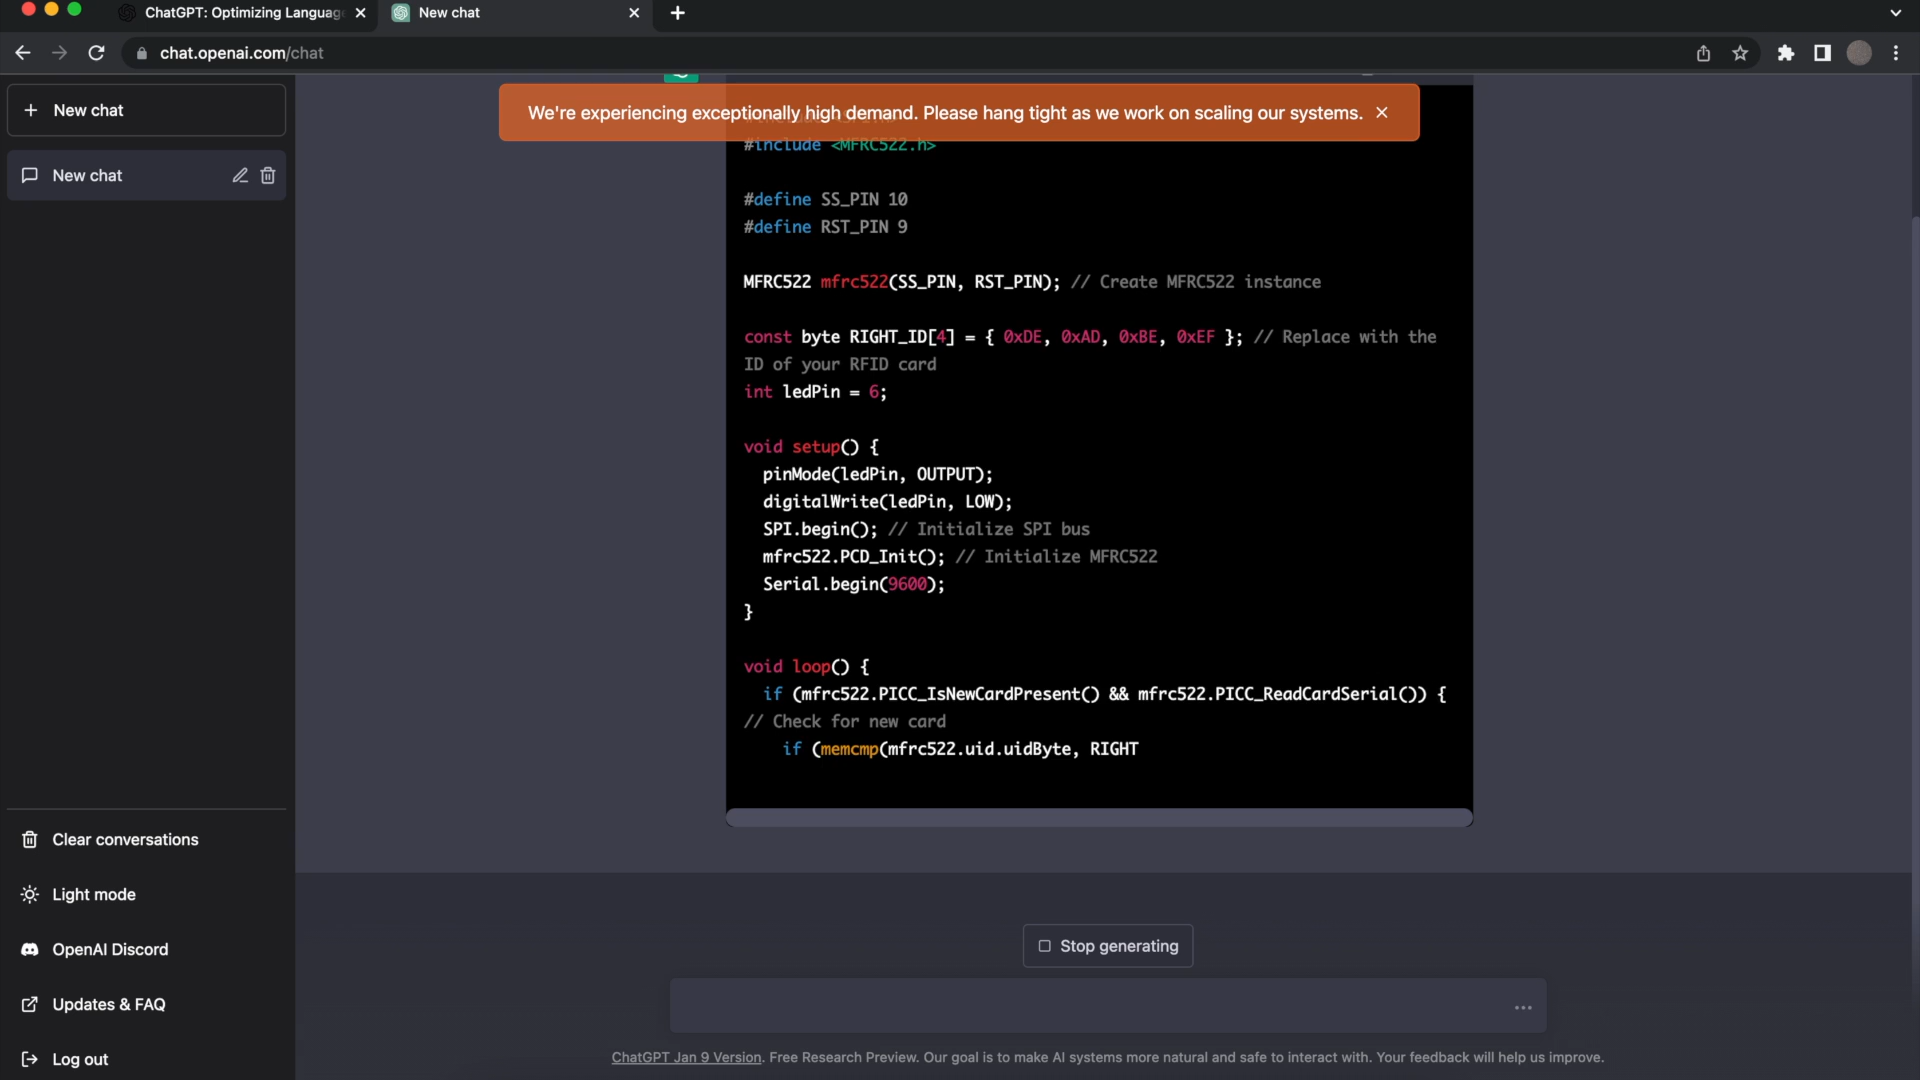 ChatGPT: Optimizing Languag
New chat
chat.openai.com/chat
New chat
New chat
We're experiencing exceptionally high demand. Please hang tight as we work on scaling our systems.
#include <MFRC522.h>
#define SS_PIN 10
#define RST_PIN 9
MFRC522 mfrc522(SS_PIN, RST_PIN); // Create MFRC522 instance
const byte RIGHT_ID[4] = { 0xDE, 0xAD, 0xBE, 0xEF }; // Replace with the
ID of your RFID card
int ledPin = 6;
void setup() {
pinMode(ledPin, OUTPUT);
digitalWrite(ledPin, LOW);
SPI.begin(); // Initialize SPI bus
mfrc522.PCD_Init(); // Initialize MFRC522
Serial.begin(9600);
}
void loop() {
if (mfrc522.PICC_IsNewCardPresent() && mfrc522.PICC_ReadCardSerial()) {
// Check for new card
if (memcmp(mfrc522.uid.uidByte, RIGHT
Clear conversations
Light mode
OpenAI Discord
Updates & FAQ
Log out
Stop generating
ChatGPT Jan 9 Version. Free Research Preview. Our goal is to make AI systems more natural and safe to interact with. Your feedback will help us improve.